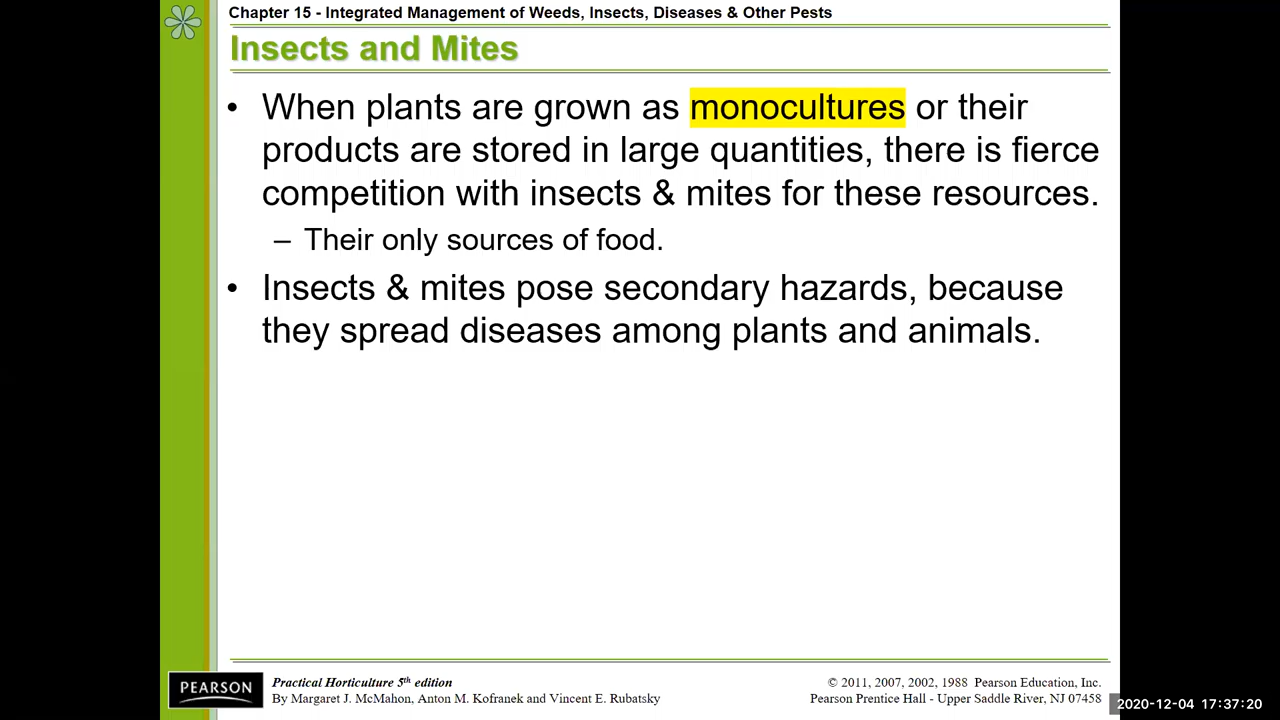 Chapter 15 - Integrated Management of Weeds, Insects, Diseases & Other Pests
Insects and Mites
• When plants are grown as monocultures or their
products are stored in large quantities, there is fierce
competition with insects & mites for these resources.
– Their only sources of food.
• Insects & mites pose secondary hazards, because
they spread diseases among plants and animals.
PEARSON
Practical Horticulture 5th edition
By Margaret J. McMahon, Anton M. Kofranek and Vincent E. Rubatsky
© 2011, 2007, 2002, 1988 Pearson Education, Inc.
Pearson Prentice Hall - Upper Saddle River, NJ 07458
2020-12-04 17:37:20